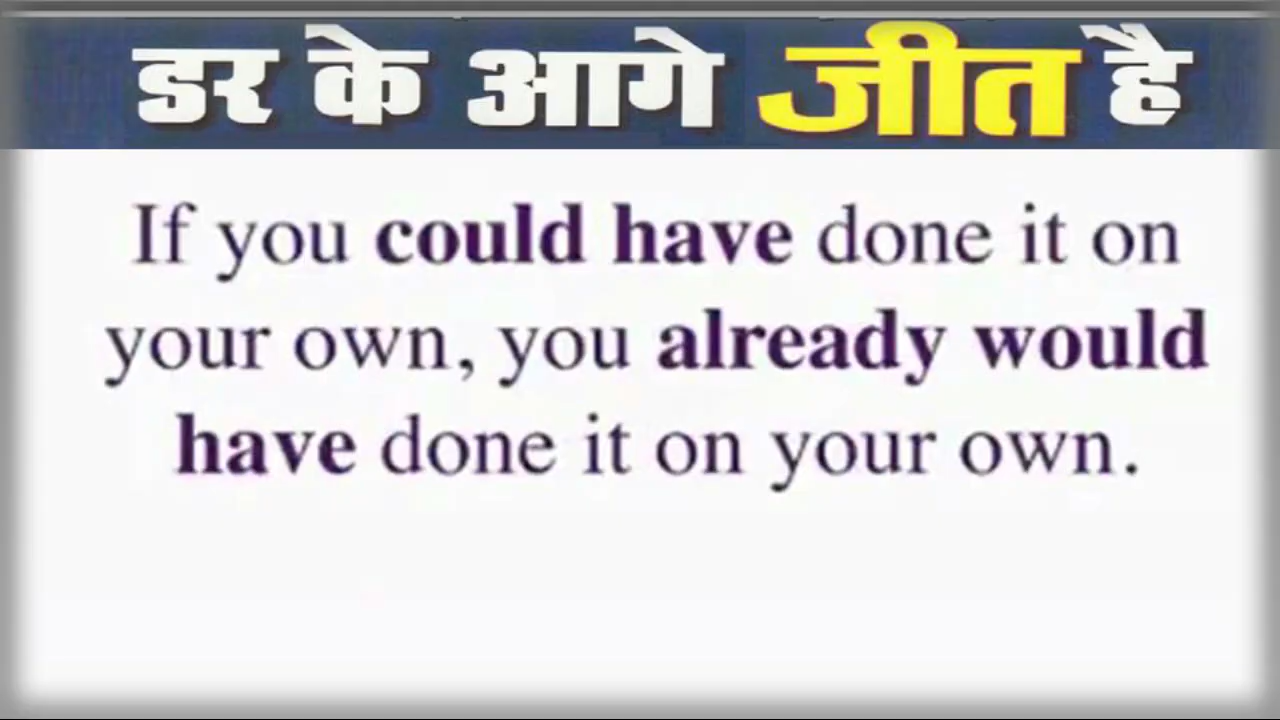 डर के आगे जीत है
If you could have done it on
your own, you already would
have done it on your own.